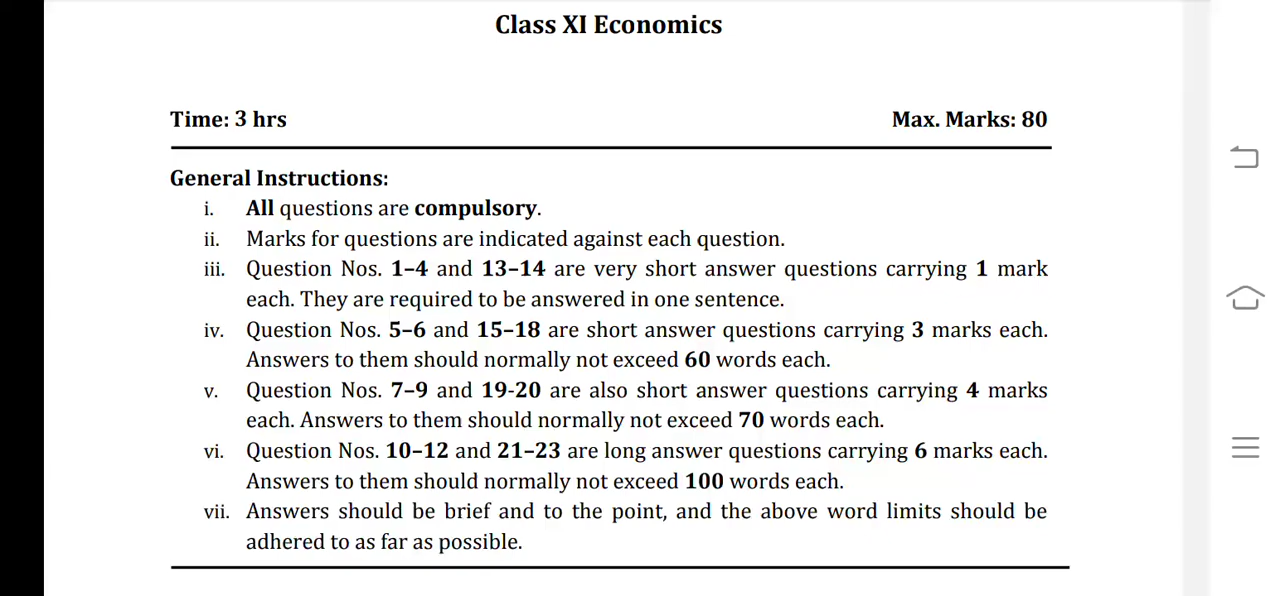 Class XI Economics
Time: 3 hrs Max. Marks: 80
General Instructions:
i. All questions are compulsory.
ii. Marks for questions are indicated against each question.
iii. Question Nos. 1–4 and 13–14 are very short answer questions carrying 1 mark
each. They are required to be answered in one sentence.
iv. Question Nos. 5–6 and 15–18 are short answer questions carrying 3 marks each.
Answers to them should normally not exceed 60 words each.
v. Question Nos. 7–9 and 19-20 are also short answer questions carrying 4 marks
each. Answers to them should normally not exceed 70 words each.
vi. Question Nos. 10–12 and 21–23 are long answer questions carrying 6 marks each.
Answers to them should normally not exceed 100 words each.
vii. Answers should be brief and to the point, and the above word limits should be
adhered to as far as possible.